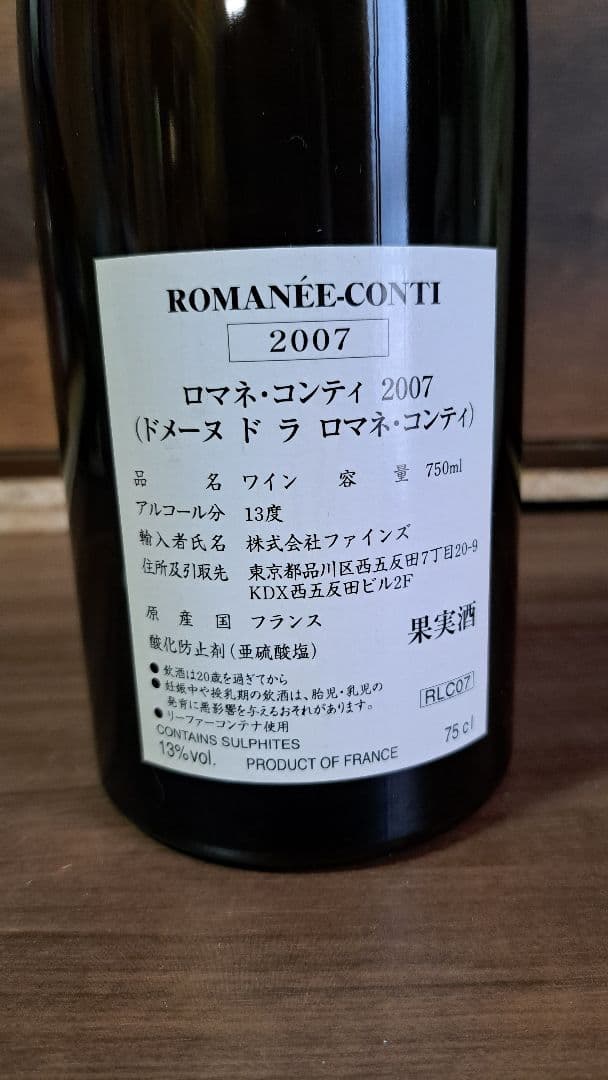 ROMANÉE-CONTI
2007
ロマネ・コンティ 2007
(ドメーヌ ド ラ ロマネ・コンティ)
品名 ワイン 容量 750ml
アルコール分 13度
輸入者氏名 株式会社ファインズ
住所及引取先 東京都品川区西五反田7丁目20-9
KDX西五反田ビル2F
原産国 フランス
果実酒
酸化防止剤(亜硫酸塩)
●飲酒は20歳を過ぎてから
●妊娠中や授乳期の飲酒は、胎児・乳児の
発育に悪影響を与えるおそれがあります。
●リーファーコンテナ使用
RLC07
CONTAINS SULPHITES
13%vol. PRODUCT OF FRANCE 75cl